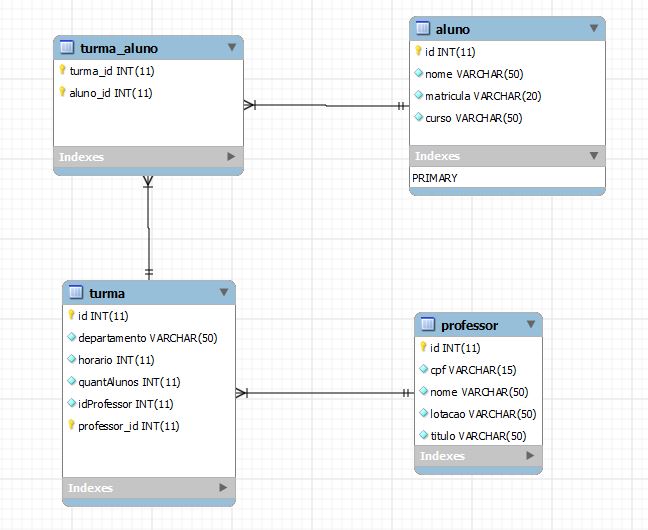 turma_aluno
turma_id INT(11)
aluno_id INT(11)
Indexes
aluno
id INT(11)
nome VARCHAR(50)
matricula VARCHAR(20)
curso VARCHAR(50)
Indexes
PRIMARY
turma
id INT(11)
departamento VARCHAR(50)
horario INT(11)
quantAlunos INT(11)
idProfessor INT(11)
professor_id INT(11)
Indexes
professor
id INT(11)
cpf VARCHAR(15)
nome VARCHAR(50)
lotacao VARCHAR(50)
titulo VARCHAR(50)
Indexes